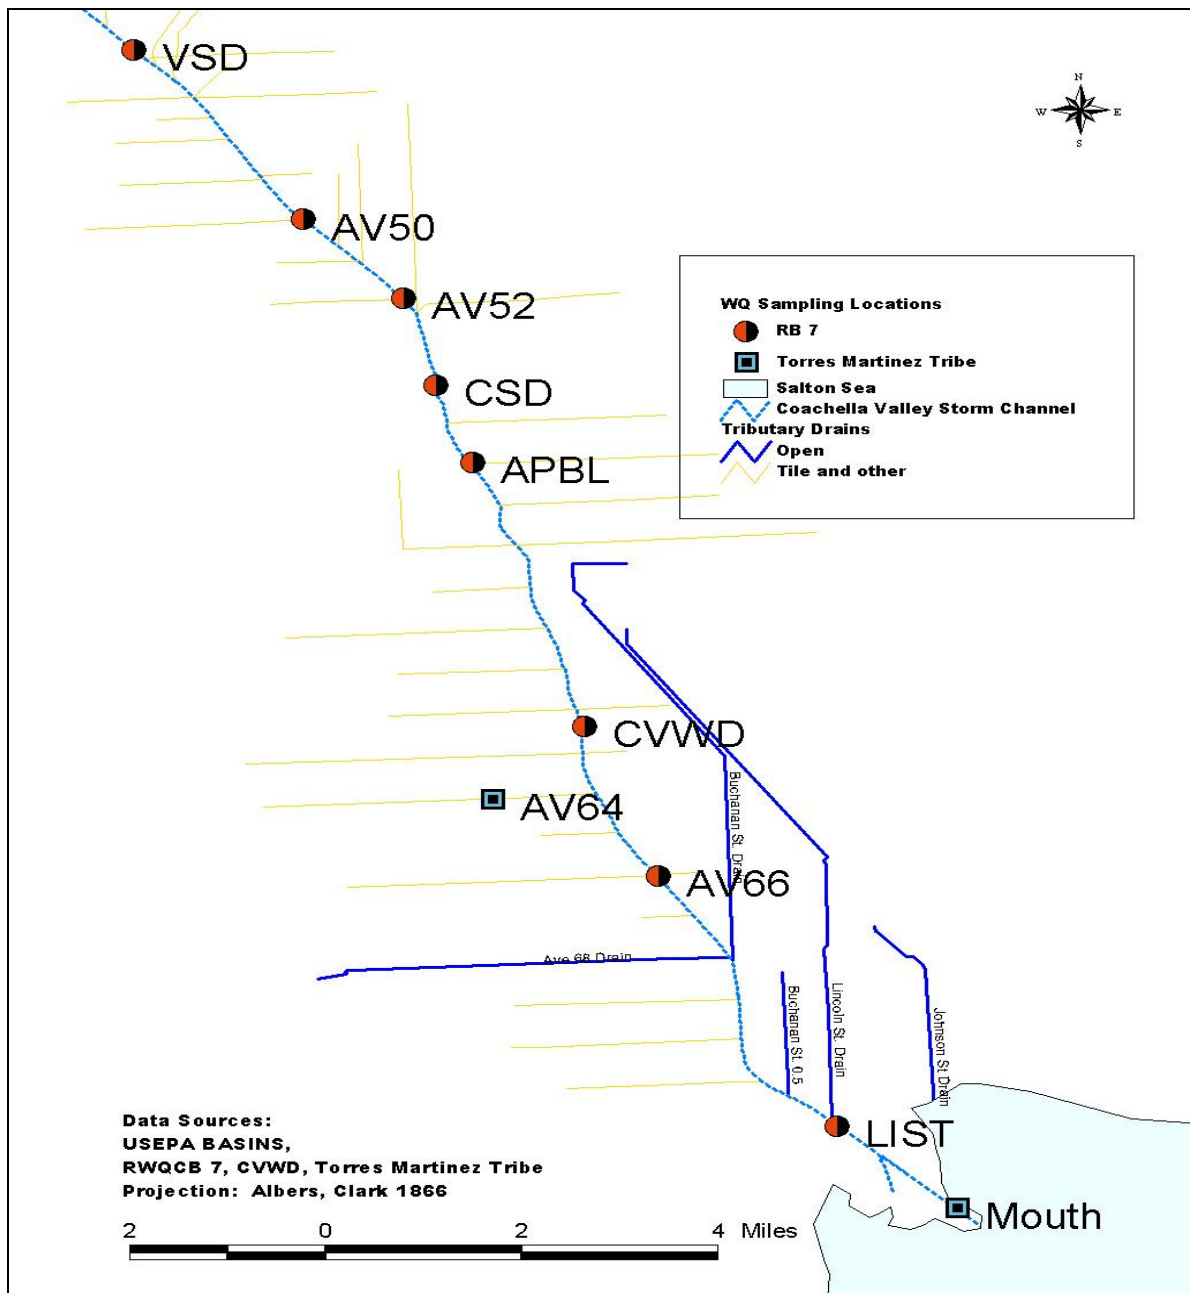 VSD
N
W
E
S
AV50
AV52
WQ Sampling Locations
RB 7
Torres Martinez Tribe
Salton Sea
Coachella Valley Storm Channel
Tributary Drains
Open
Tile and other
CSD
APBL
CVWD
AV64
Buchanan St. Drain
AV66
Ave 68 Drain
Buchanan St. 0.5
Lincoln St. Drain
Johnson St Drain
LIST
Mouth
Data Sources:
USEPA BASINS,
RWQCB 7, CVWD, Torres Martinez Tribe
Projection: Albers, Clark 1866
2 0 2 4 Miles